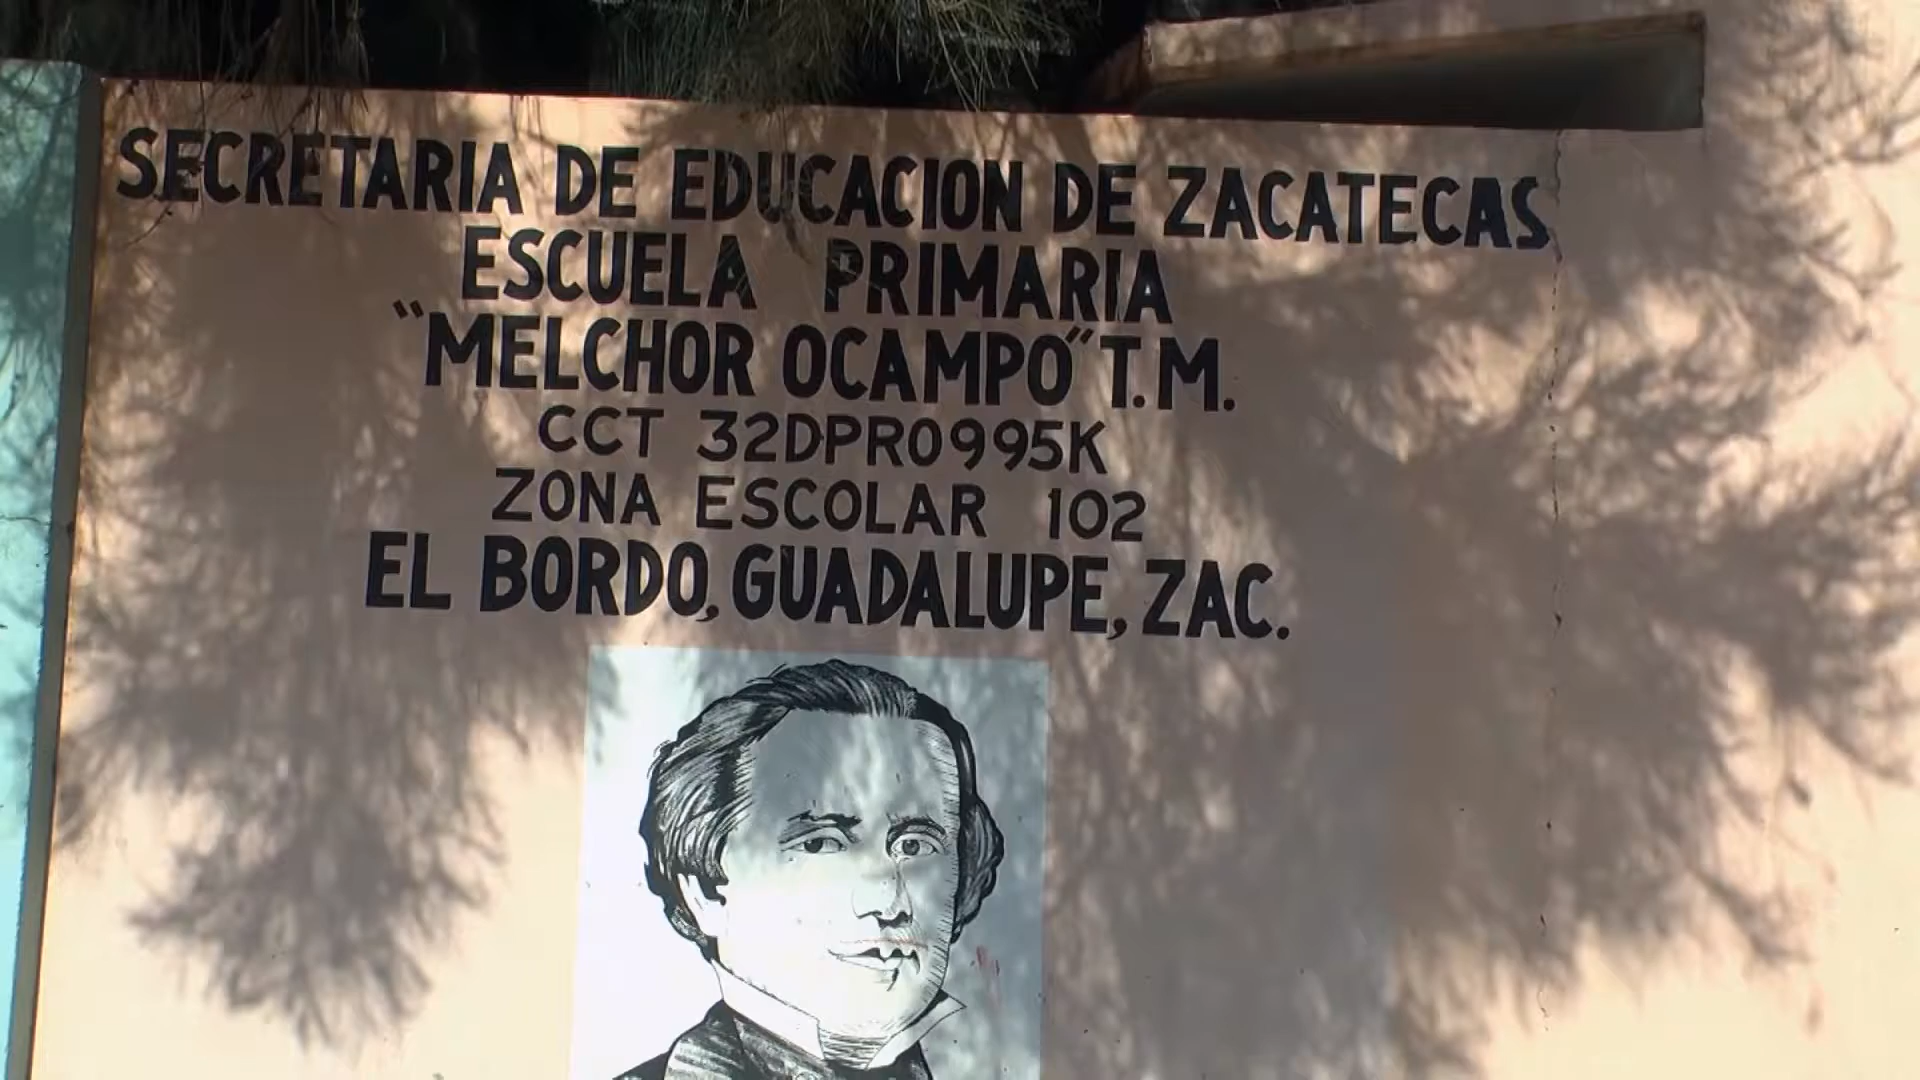 SECRETARIA DE EDUCACION DE ZACATECAS
ESCUELA PRIMARIA
"MELCHOR OCAMPO" T.M.
CCT 32DPR0995K
ZONA ESCOLAR 102
EL BORDO, GUADALUPE, ZAC.